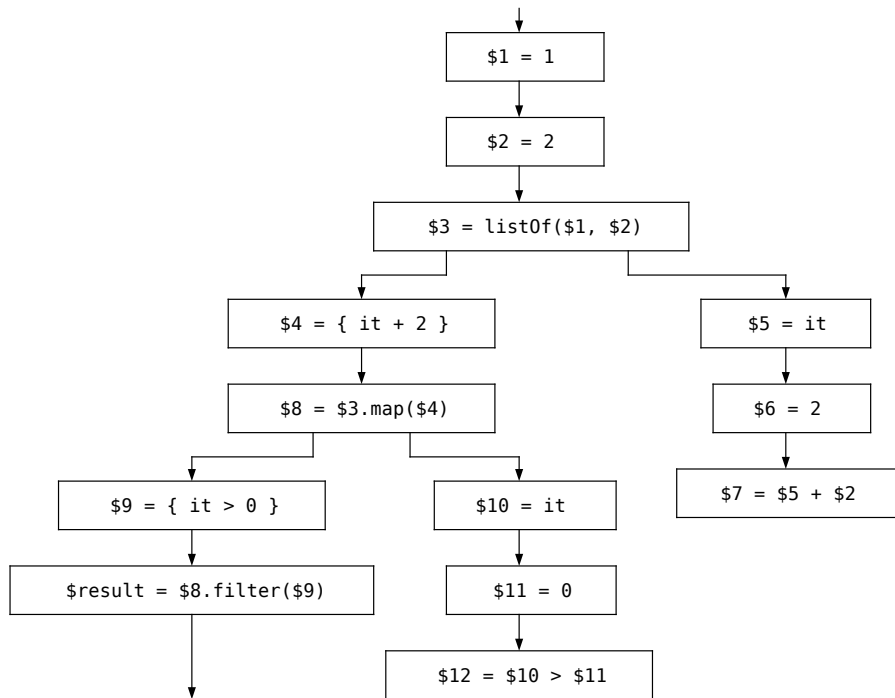 $1 = 1
$2 = 2
$3 = listOf($1, $2)
$4 = { it + 2 }
$5 = it
$8 = $3.map($4)
$6 = 2
$9 = { it > 0 }
$10 = it
$7 = $5 + $2
$result = $8.filter($9)
$11 = 0
$12 = $10 > $11